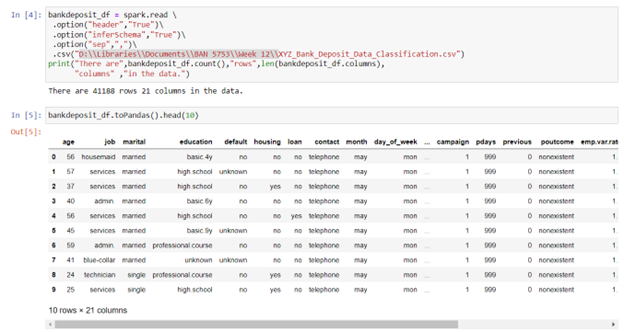 In [4]: bankdeposit_df = spark.read \
.option("header","True")\
.option("inferSchema","True")\
.option("sep",",")\
.csv("D:\\Libraries\\Documents\\BAN 5753\\Week 12\\XYZ_Bank_Deposit_Data_Classification.csv")
print("There are",bankdeposit_df.count(),"rows",len(bankdeposit_df.columns),
"columns" ,"in the data.")
There are 41188 rows 21 columns in the data.
In [5]: bankdeposit_df.toPandas().head(10)
Out[5]:
age job marital education default housing loan contact month day_of_week ... campaign pdays previous poutcome emp.var.rat
0 56 housemaid married basic.4y no no no telephone may mon ... 1 999 0 nonexistent 1.
1 57 services married high.school unknown no no telephone may mon ... 1 999 0 nonexistent 1.
2 37 services married high.school no yes no telephone may mon ... 1 999 0 nonexistent 1.
3 40 admin. married basic.6y no no no telephone may mon ... 1 999 0 nonexistent 1.
4 56 services married high.school no no yes telephone may mon ... 1 999 0 nonexistent 1.
5 45 services married basic.9y unknown no no telephone may mon ... 1 999 0 nonexistent 1.
6 59 admin. married professional.course no no no telephone may mon ... 1 999 0 nonexistent 1.
7 41 blue-collar married unknown unknown no no telephone may mon ... 1 999 0 nonexistent 1.
8 24 technician single professional.course no yes no telephone may mon ... 1 999 0 nonexistent 1.
9 25 services single high.school no yes no telephone may mon ... 1 999 0 nonexistent 1.
10 rows × 21 columns